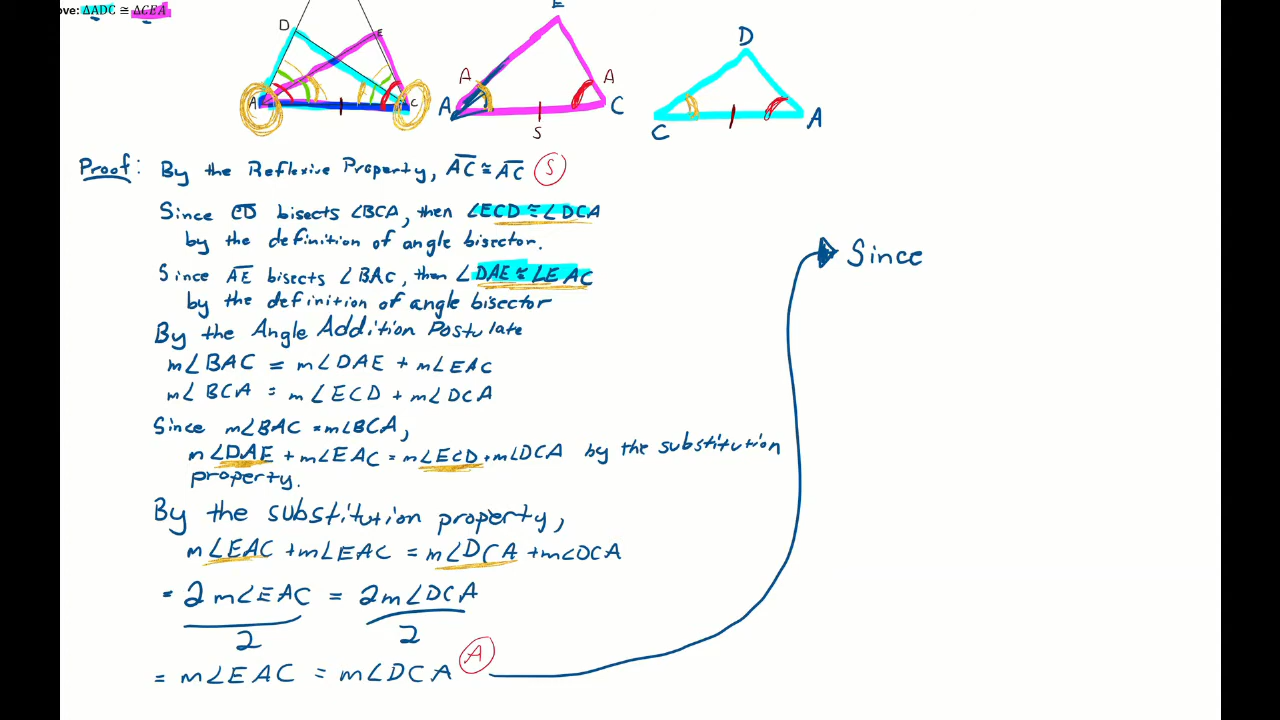 ove: ΔADC ≅ ΔCEA
D
E
A
C
E
A
A
A
C
S
D
C
A
Proof: By the Reflexive Property, AC ≅ AC S
Since CD bisects ∠BCA, then ∠ECD ≅ ∠DCA
by the definition of angle bisector.
Since AE bisects ∠BAC, then ∠DAE ≅ ∠EAC
by the definition of angle bisector
By the Angle Addition Postulate
m∠BAC = m∠DAE + m∠EAC
m∠BCA = m∠ECD + m∠DCA
Since m∠BAC = m∠BCA,
m∠DAE + m∠EAC = m∠ECD + m∠DCA by the substitution
property.
By the substitution property,
m∠EAC + m∠EAC = m∠DCA + m∠DCA
= 2m∠EAC = 2m∠DCA
2 2
= m∠EAC = m∠DCA A
Since